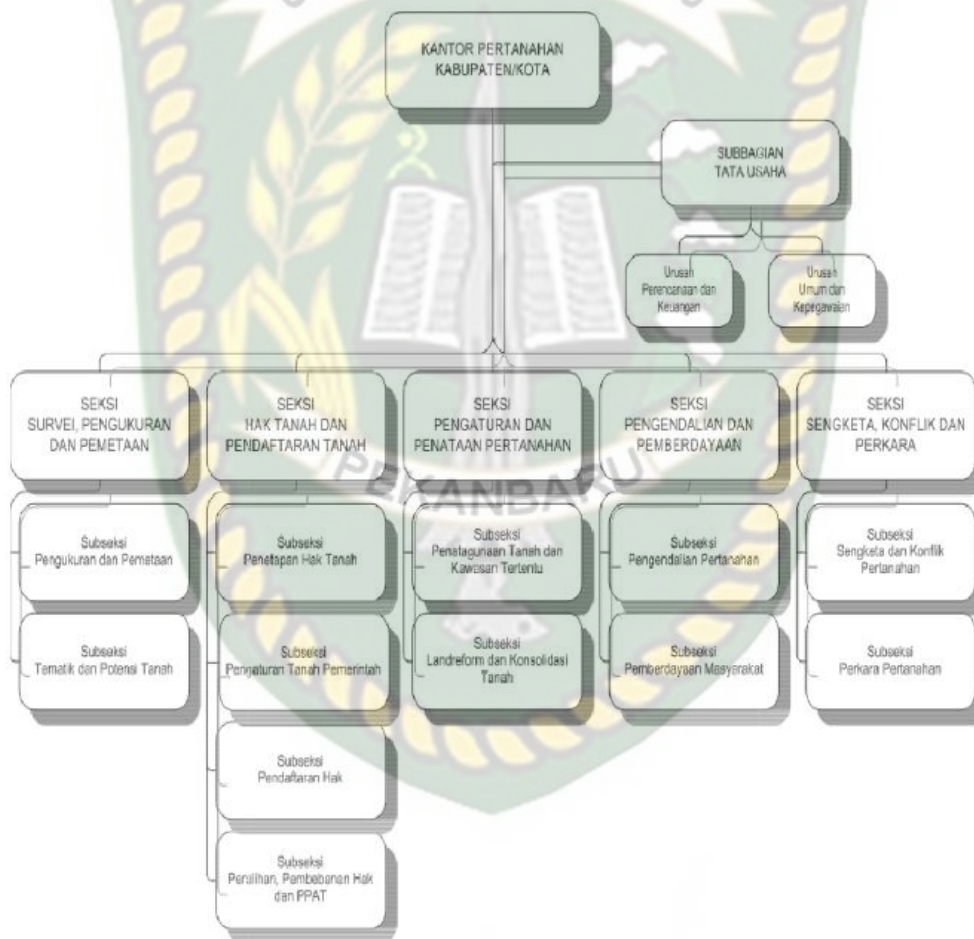 KANTOR PERTANAHAN
KABUPATEN/KOTA
SUBBAGIAN
TATA USAHA
Urusan
Perencanaan dan
Keuangan
Urusan
Umum dan
Kepegawaian
SEKSI
SURVEI, PENGUKURAN
DAN PEMETAAN
SEKSI
HAK TANAH DAN
PENDAFTARAN TANAH
SEKSI
PENGATURAN DAN
PENATAAN PERTANAHAN
SEKSI
PENGENDALIAN DAN
PEMBERDAYAAN
SEKSI
SENGKETA, KONFLIK DAN
PERKARA
PEKANBARU
Subseksi
Pengukuran dan Pemetaan
Subseksi
Penetapan Hak Tanah
Subseksi
Penatagunaan Tanah dan
Kawasan Tertentu
Subseksi
Pengendalian Pertanahan
Subseksi
Sengketa dan Konflik
Pertanahan
Subseksi
Tematik dan Potensi Tanah
Subseksi
Pengaturan Tanah Pemerintah
Subseksi
Landreform dan Konsolidasi
Tanah
Subseksi
Pemberdayaan Masyarakat
Subseksi
Perkara Pertanahan
Subseksi
Pendaftaran Hak
Subseksi
Peralihan, Pembebanan Hak
dan PPAT